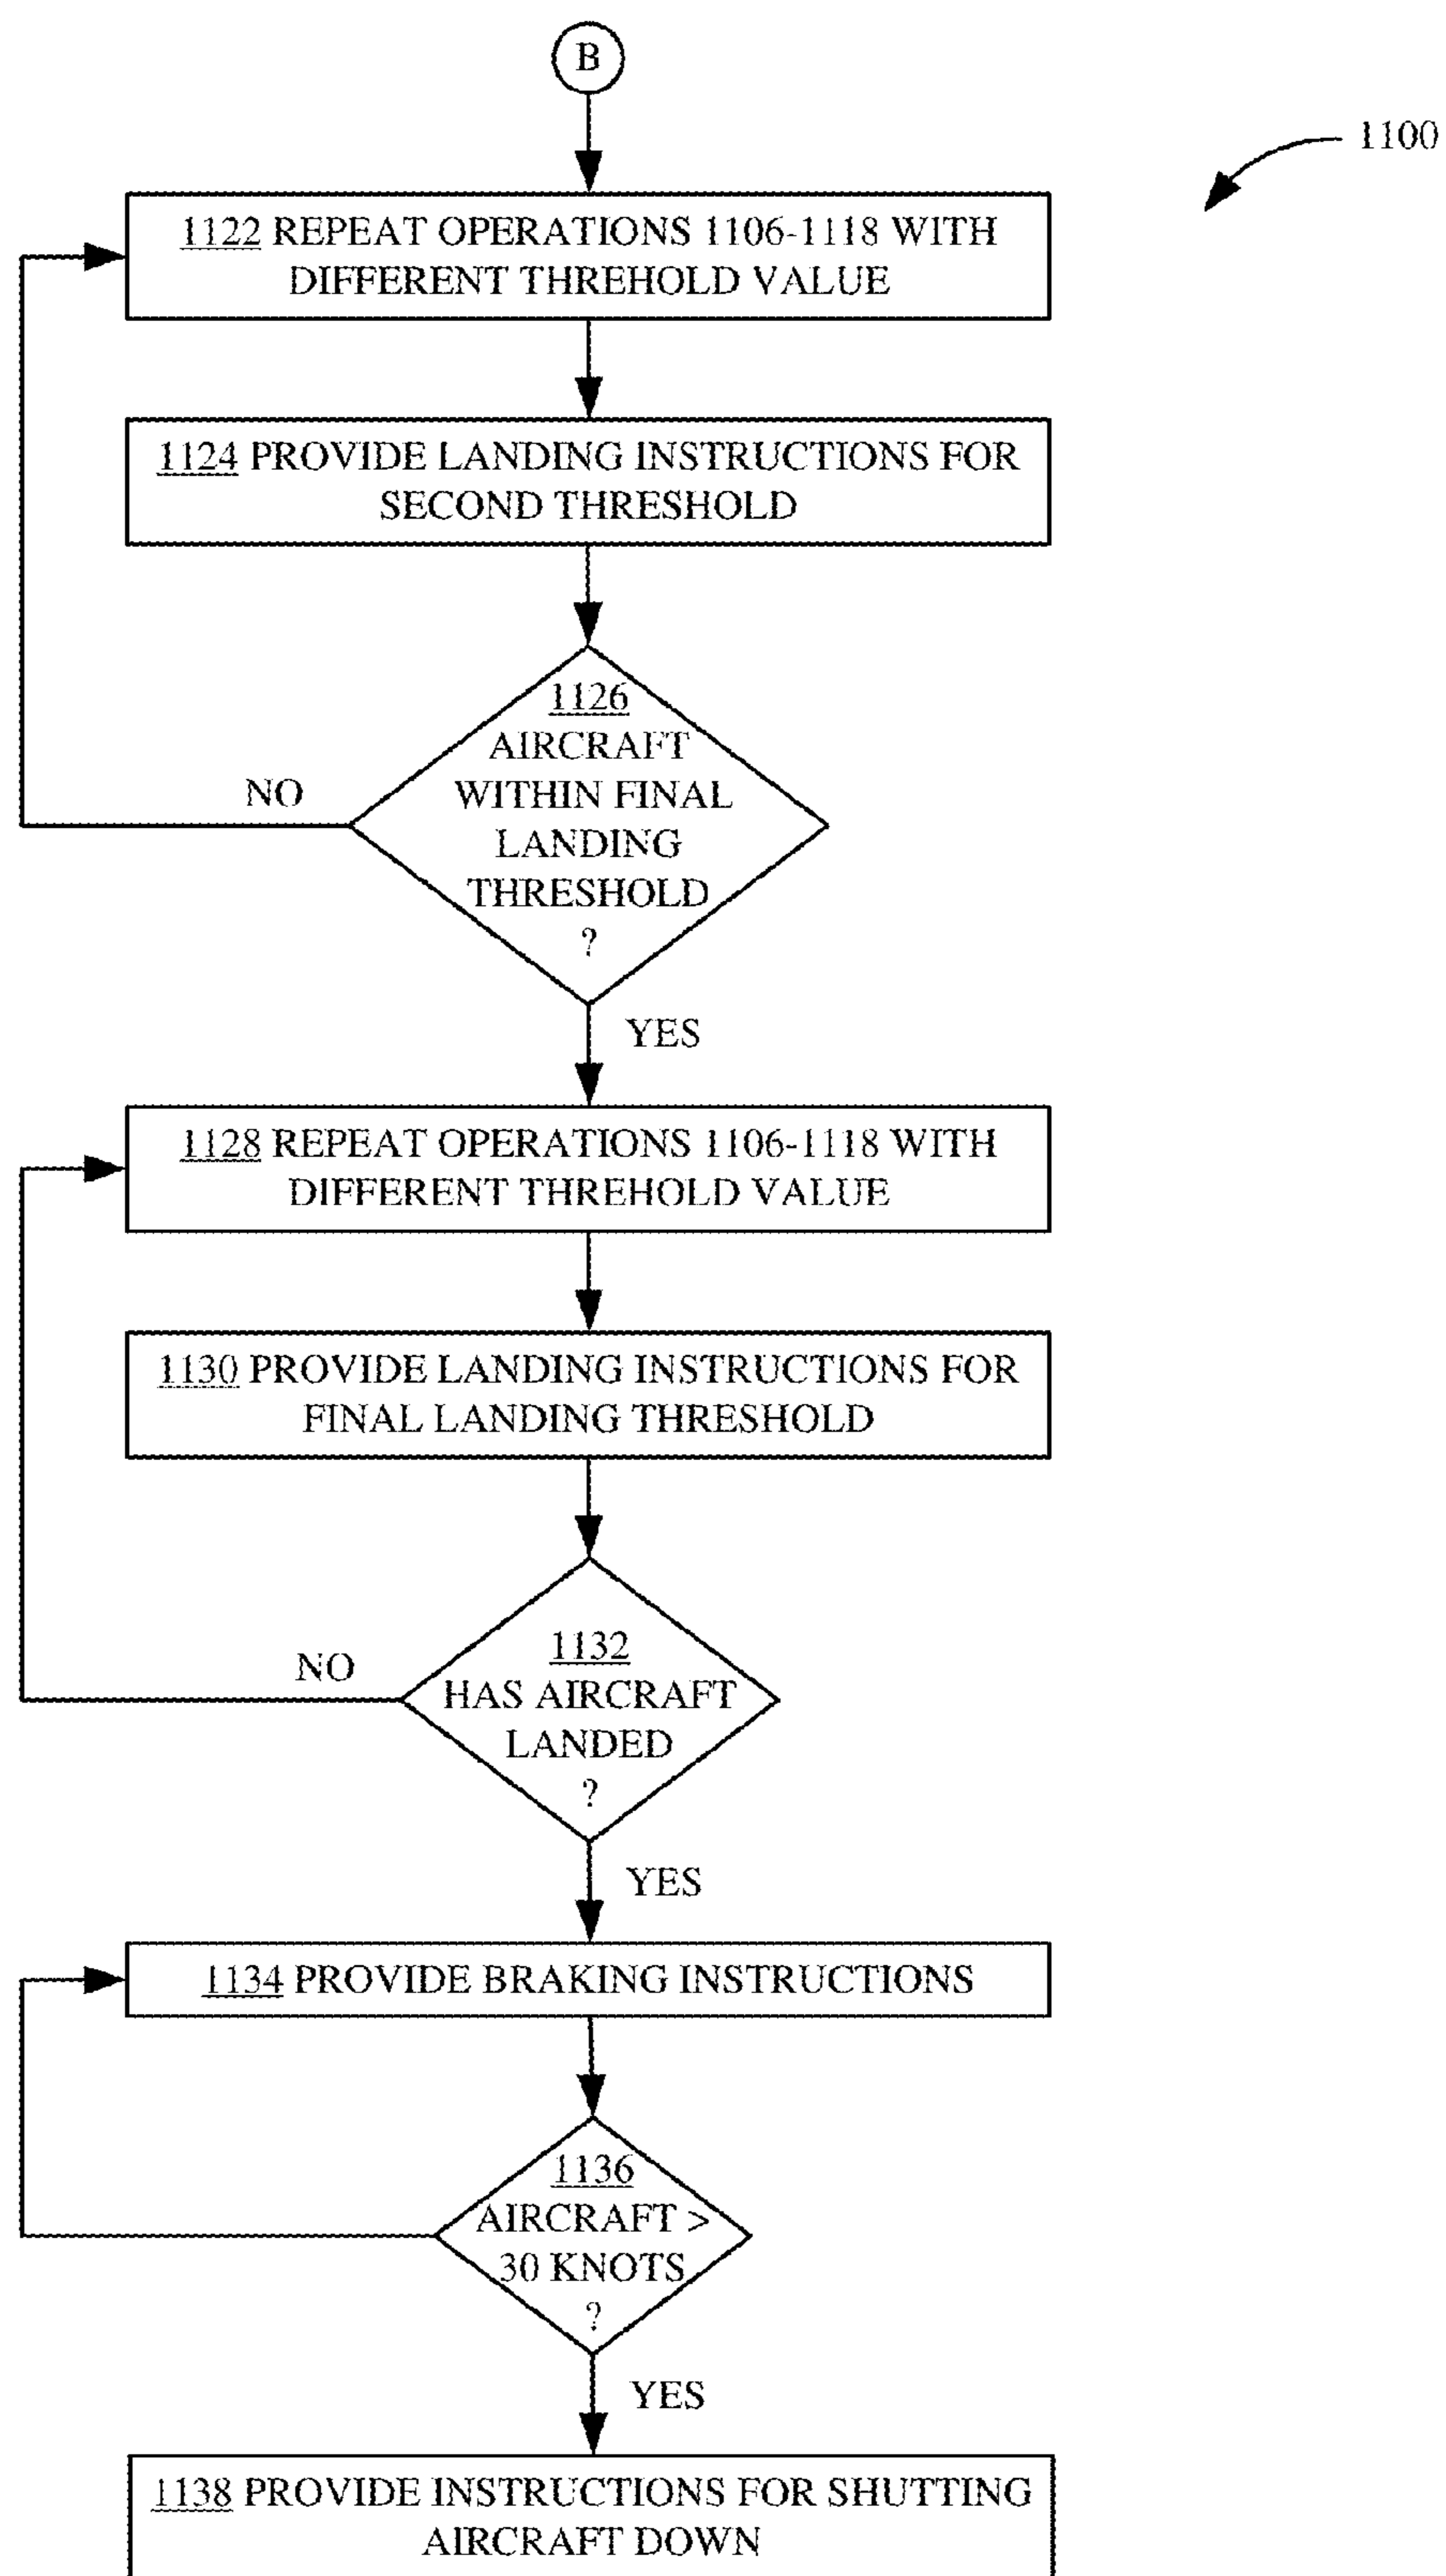 B
1100
1122 REPEAT OPERATIONS 1106-1118 WITH
DIFFERENT THREHOLD VALUE
1124 PROVIDE LANDING INSTRUCTIONS FOR
SECOND THRESHOLD
1126
AIRCRAFT
WITHIN FINAL
LANDING
THRESHOLD
?
NO
YES
1128 REPEAT OPERATIONS 1106-1118 WITH
DIFFERENT THREHOLD VALUE
1130 PROVIDE LANDING INSTRUCTIONS FOR
FINAL LANDING THRESHOLD
1132
HAS AIRCRAFT
LANDED
?
NO
YES
1134 PROVIDE BRAKING INSTRUCTIONS
1136
AIRCRAFT >
30 KNOTS
?
YES
1138 PROVIDE INSTRUCTIONS FOR SHUTTING
AIRCRAFT DOWN